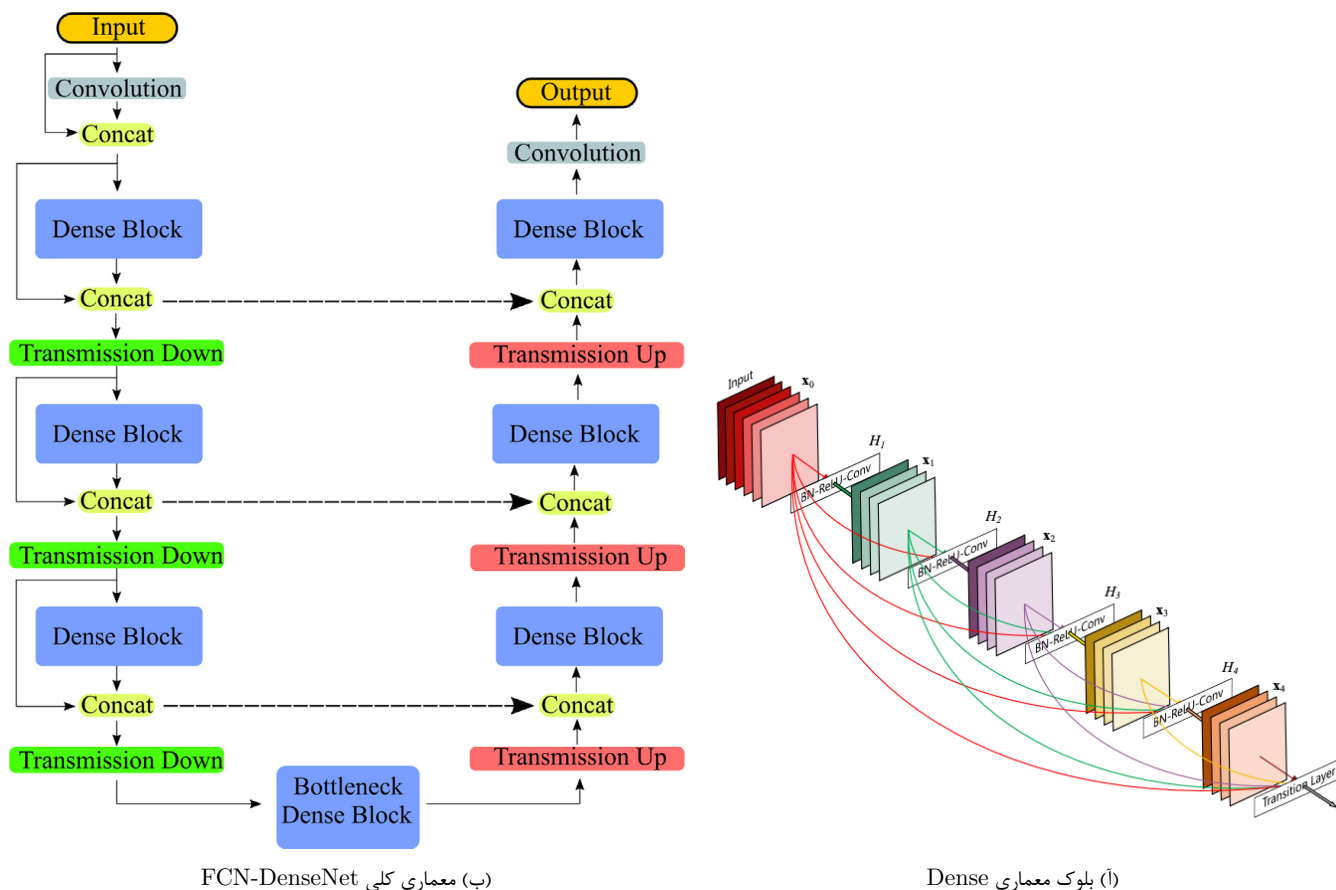 Input
Convolution
Concat
Dense Block
Concat
Transmission Down
Dense Block
Concat
Transmission Down
Dense Block
Concat
Transmission Down
Bottleneck
Dense Block
Output
Convolution
Dense Block
Concat
Transmission Up
Dense Block
Concat
Transmission Up
Dense Block
Concat
Transmission Up
(ب) معماری کلی FCN-DenseNet
Input
x0
H1
BN-ReLU-Conv
x1
H2
BN-ReLU-Conv
x2
H3
BN-ReLU-Conv
x3
H4
BN-ReLU-Conv
x4
Transition Layer
(آ) بلوک معماری Dense